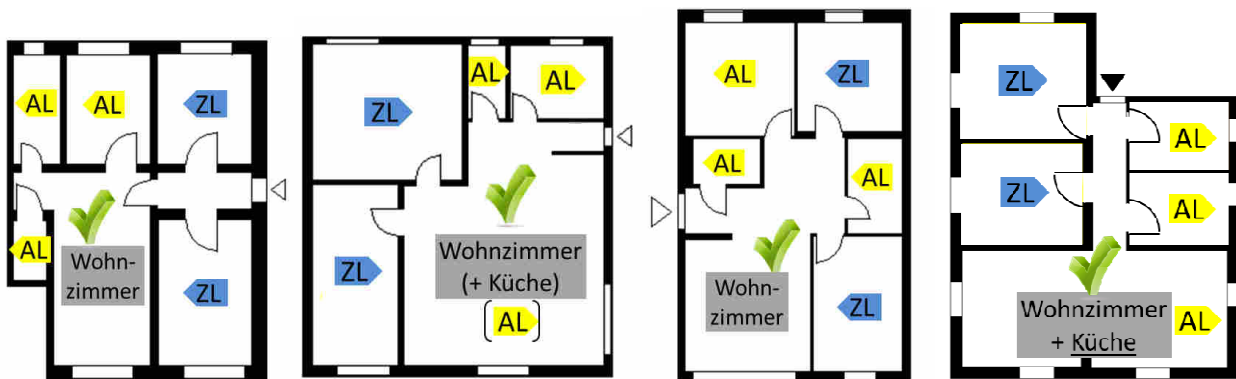 AL
AL
ZL
AL
Wohn-
zimmer
ZL
ZL
AL
AL
ZL
Wohnzimmer
(+ Küche)
(AL)
AL
ZL
AL
AL
Wohn-
zimmer
ZL
ZL
AL
ZL
AL
Wohnzimmer
+ Küche
AL